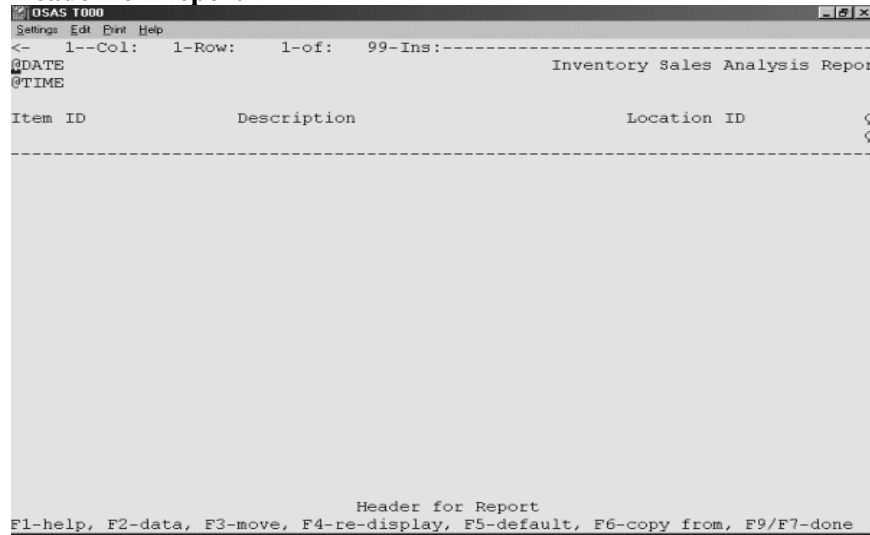 OSAS T000
Settings Edit Print Help
<- 1--Col: 1-Row: 1-of: 99-Ins:-------------------------------------------------
@DATE Inventory Sales Analysis Repor
@TIME
Item ID Description Location ID
--------------------------------------------------------------------------------
Header for Report
F1-help, F2-data, F3-move, F4-re-display, F5-default, F6-copy from, F9/F7-done